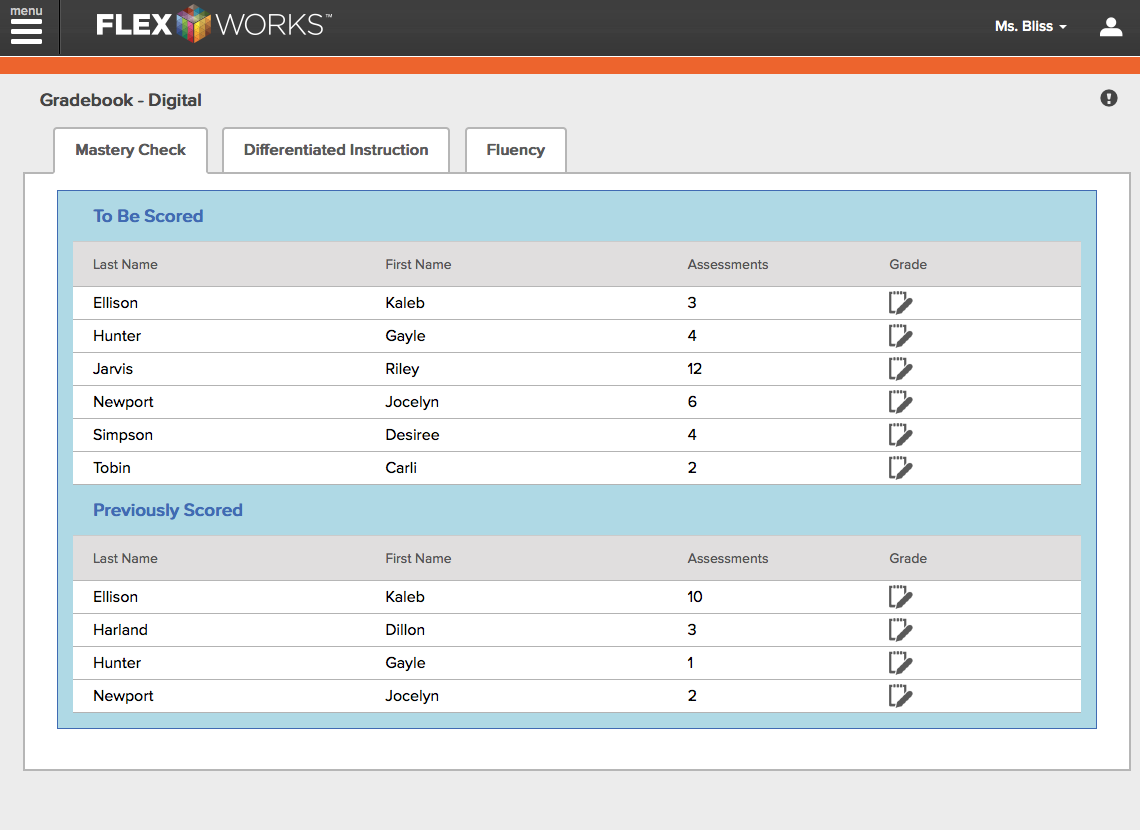 menu
FLEX WORKS™
Ms. Bliss
Gradebook - Digital
Mastery Check Differentiated Instruction Fluency
To Be Scored
Last Name First Name Assessments Grade
Ellison Kaleb 3
Hunter Gayle 4
Jarvis Riley 12
Newport Jocelyn 6
Simpson Desiree 4
Tobin Carli 2
Previously Scored
Last Name First Name Assessments Grade
Ellison Kaleb 10
Harland Dillon 3
Hunter Gayle 1
Newport Jocelyn 2